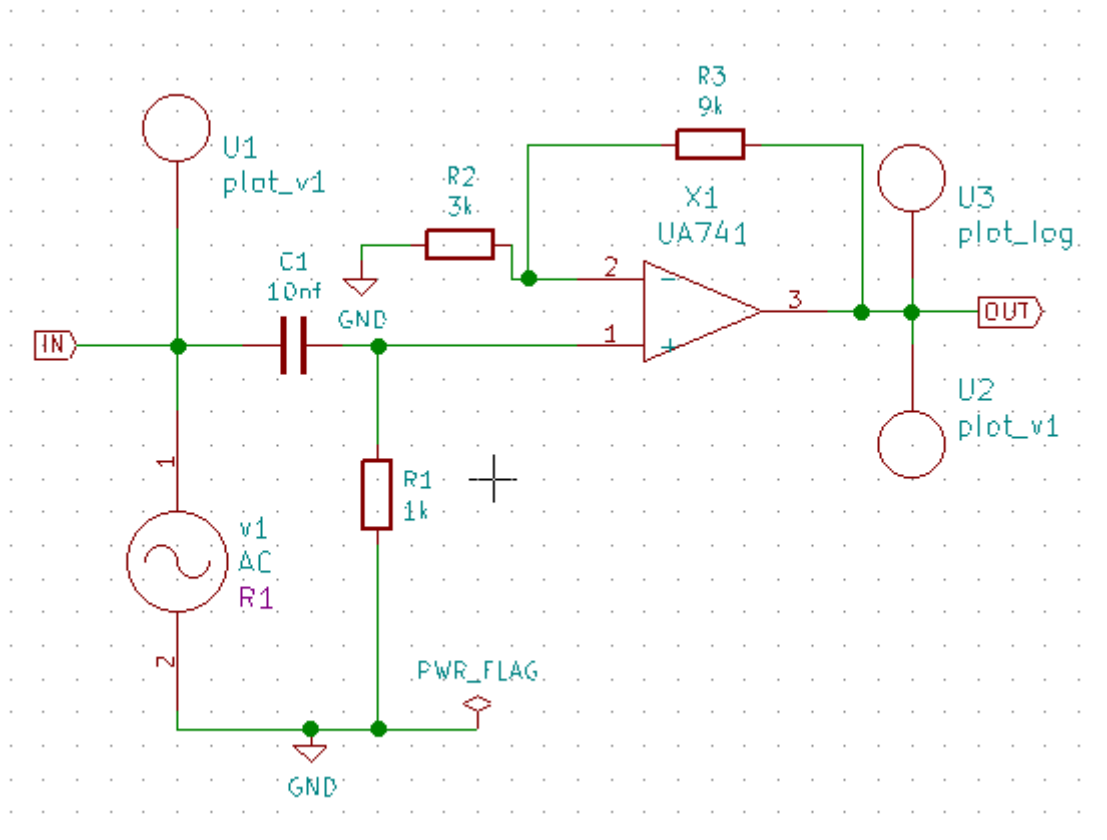 R3
9k
U1
plot_v1
R2
3k
X1
UA741
U3
plot_log
C1
10nf
GND
2
3
OUT
IN
1
U2
plot_v1
1
R1
1k
v1
AC
R1
2
PWR_FLAG
GND